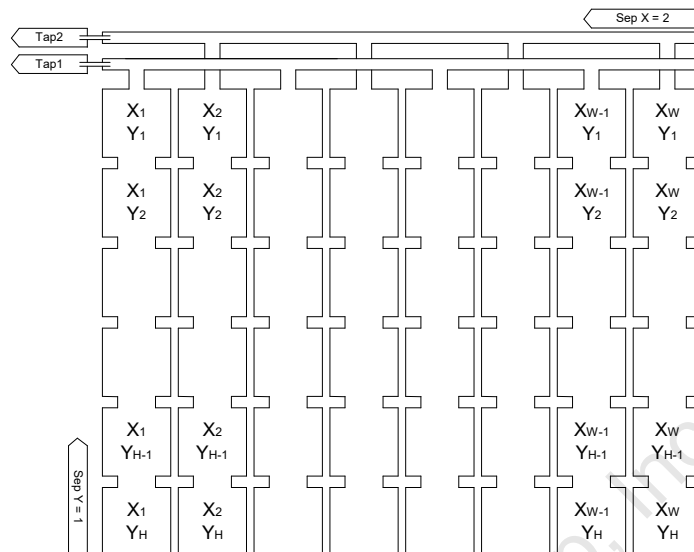 Sep X = 2
Tap2
Tap1
X1 X2 XW-1 XW
Y1 Y1 Y1 Y1
X1 X2 XW-1 XW
Y2 Y2 Y2 Y2
X1 X2 XW-1 XW
YH-1 YH-1 YH-1 YH-1
Sep Y = 1
X1 X2 XW-1 XW
YH YH YH YH
, Inc